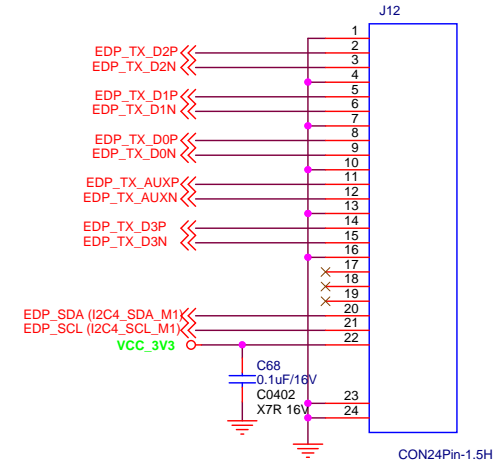 J12
1
EDP_TX_D2P 2
EDP_TX_D2N 3
4
EDP_TX_D1P 5
EDP_TX_D1N 6
7
EDP_TX_D0P 8
EDP_TX_D0N 9
10
EDP_TX_AUXP 11
EDP_TX_AUXN 12
13
EDP_TX_D3P 14
EDP_TX_D3N 15
16
17
18
19
EDP_SDA (I2C4_SDA_M1) 20
EDP_SCL (I2C4_SCL_M1) 21
VCC_3V3 22
C68
0.1uF/16V
C0402
X7R 16V
23
24
CON24Pin-1.5H